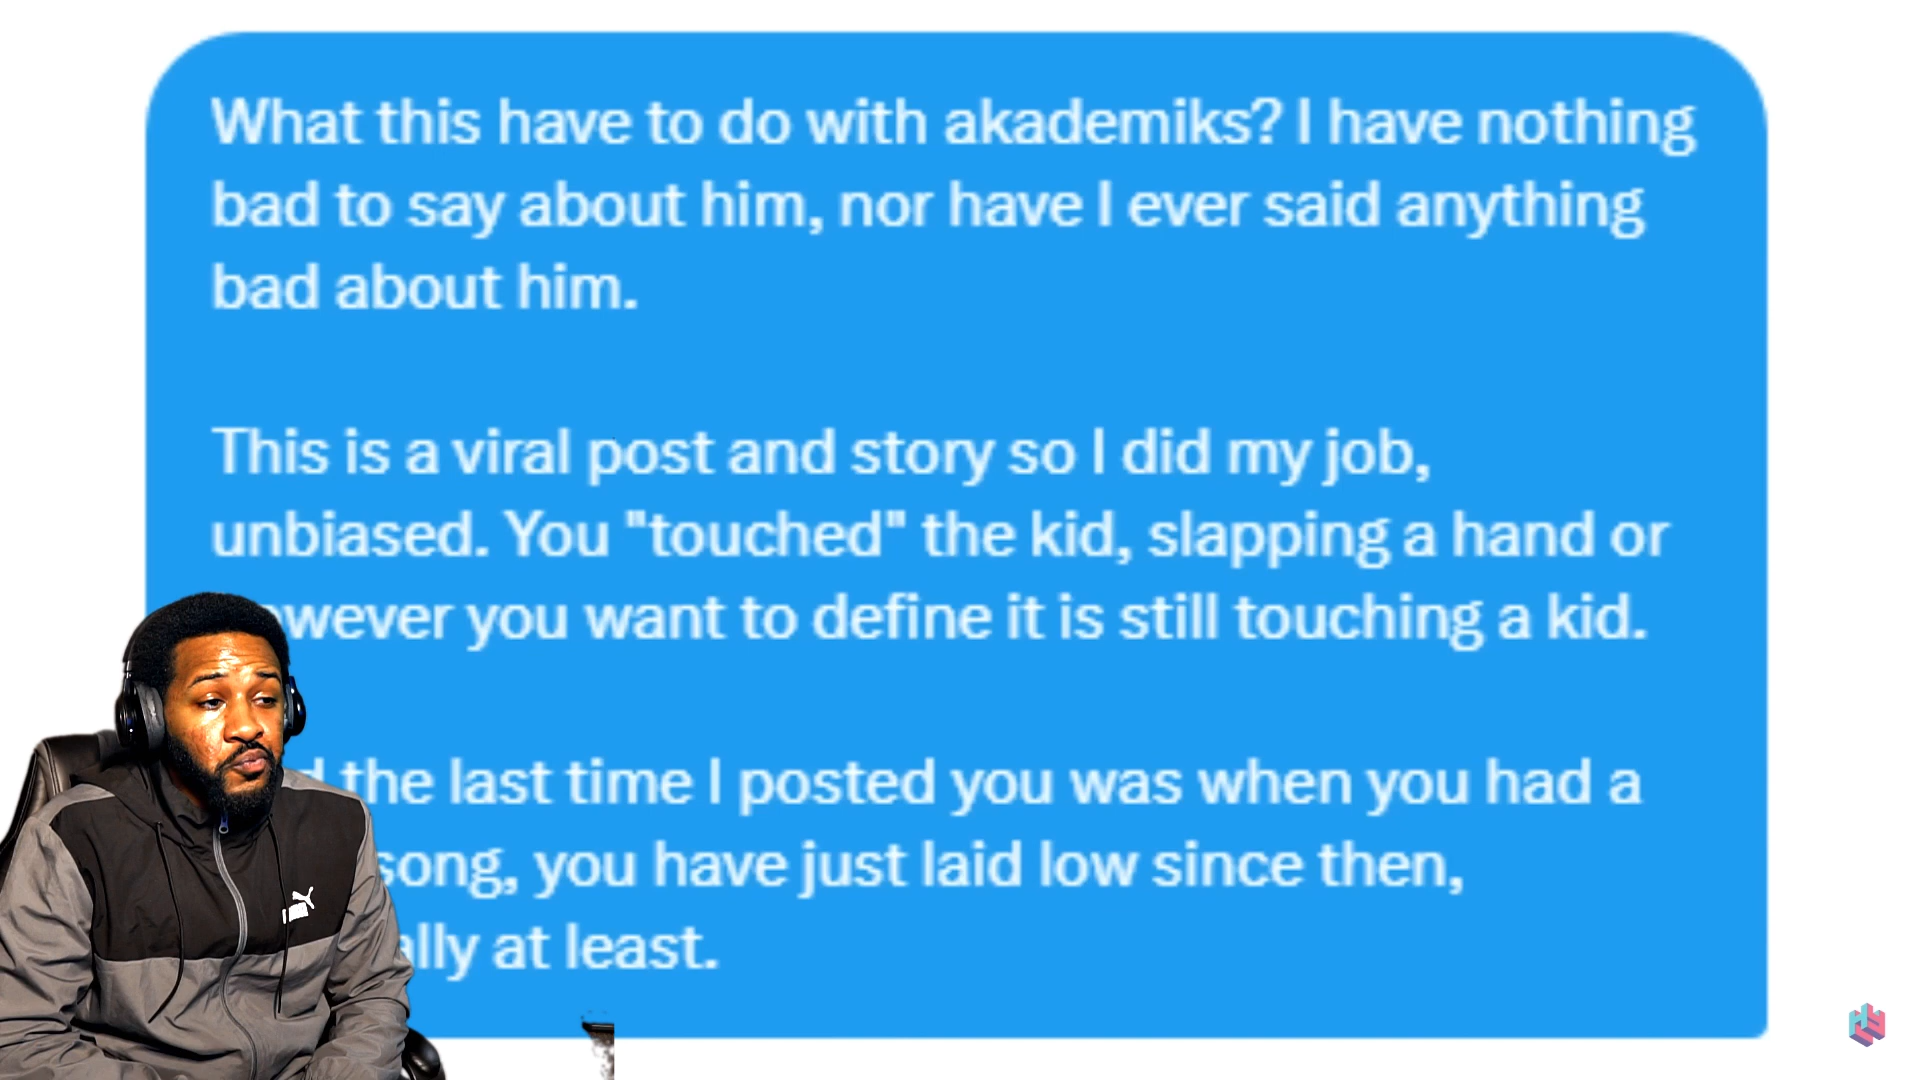 What this have to do with akademiks? I have nothing
bad to say about him, nor have I ever said anything
bad about him.
This is a viral post and story so I did my job,
unbiased. You "touched" the kid, slapping a hand or
you want to define it is still touching a kid.
the last time I posted you was when you had a
song, you have just laid low since then,
at least.